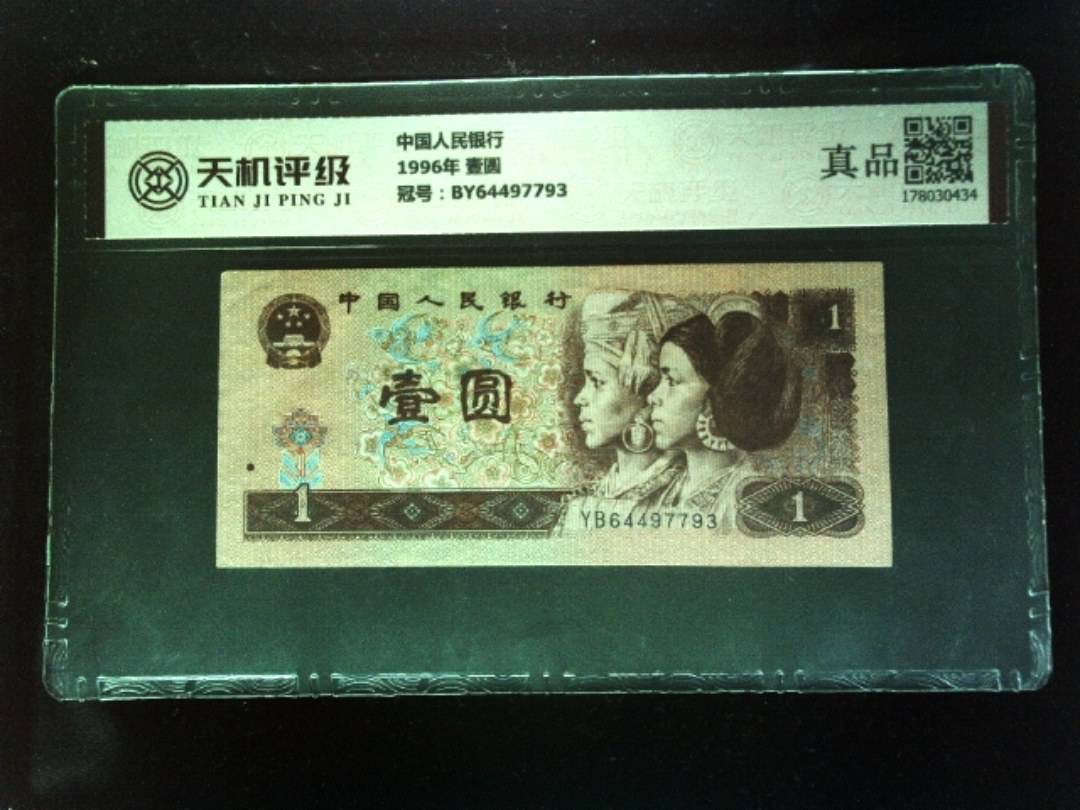 天机评级
TIAN JI PING JI
中国人民银行
1996年 壹圆
冠号：BY64497793
真品
178030434
中国人民银行
1
壹圆
1
YB64497793
1